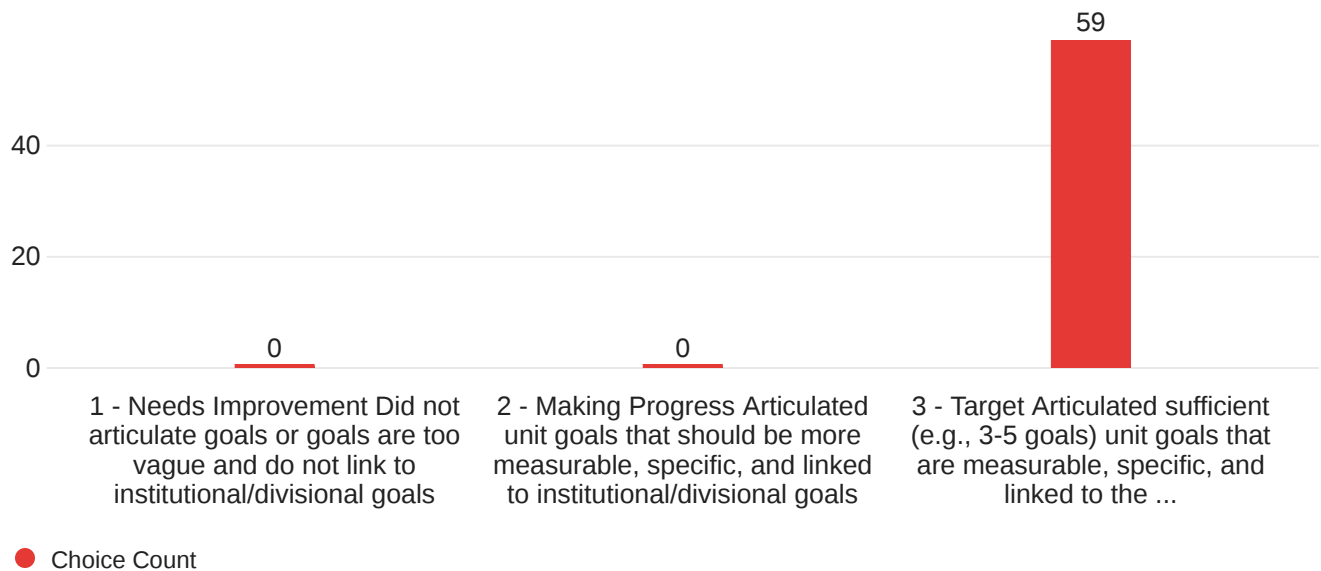 59
40
20
0
0
0
1 - Needs Improvement Did not
articulate goals or goals are too
vague and do not link to
institutional/divisional goals
2 - Making Progress Articulated
unit goals that should be more
measurable, specific, and linked
to institutional/divisional goals
3 - Target Articulated sufficient
(e.g., 3-5 goals) unit goals that
are measurable, specific, and
linked to the ...
Choice Count